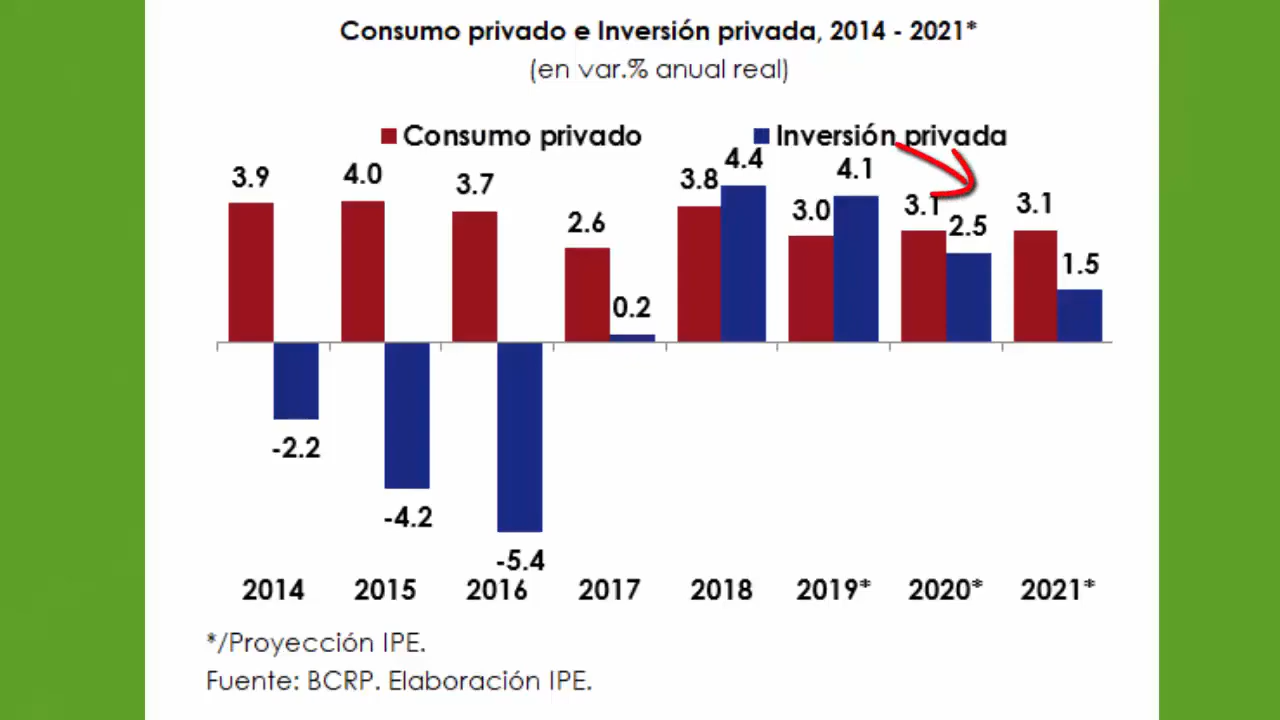 Consumo privado e Inversión privada, 2014 - 2021*
(en var.% anual real)
Consumo privado Inversión privada
3.9 4.0 3.7 2.6 0.2 3.8 4.4 3.0 4.1 3.1 2.5 3.1 1.5
-2.2 -4.2 -5.4
2014 2015 2016 2017 2018 2019* 2020* 2021*
*/Proyección IPE.
Fuente: BCRP. Elaboración IPE.